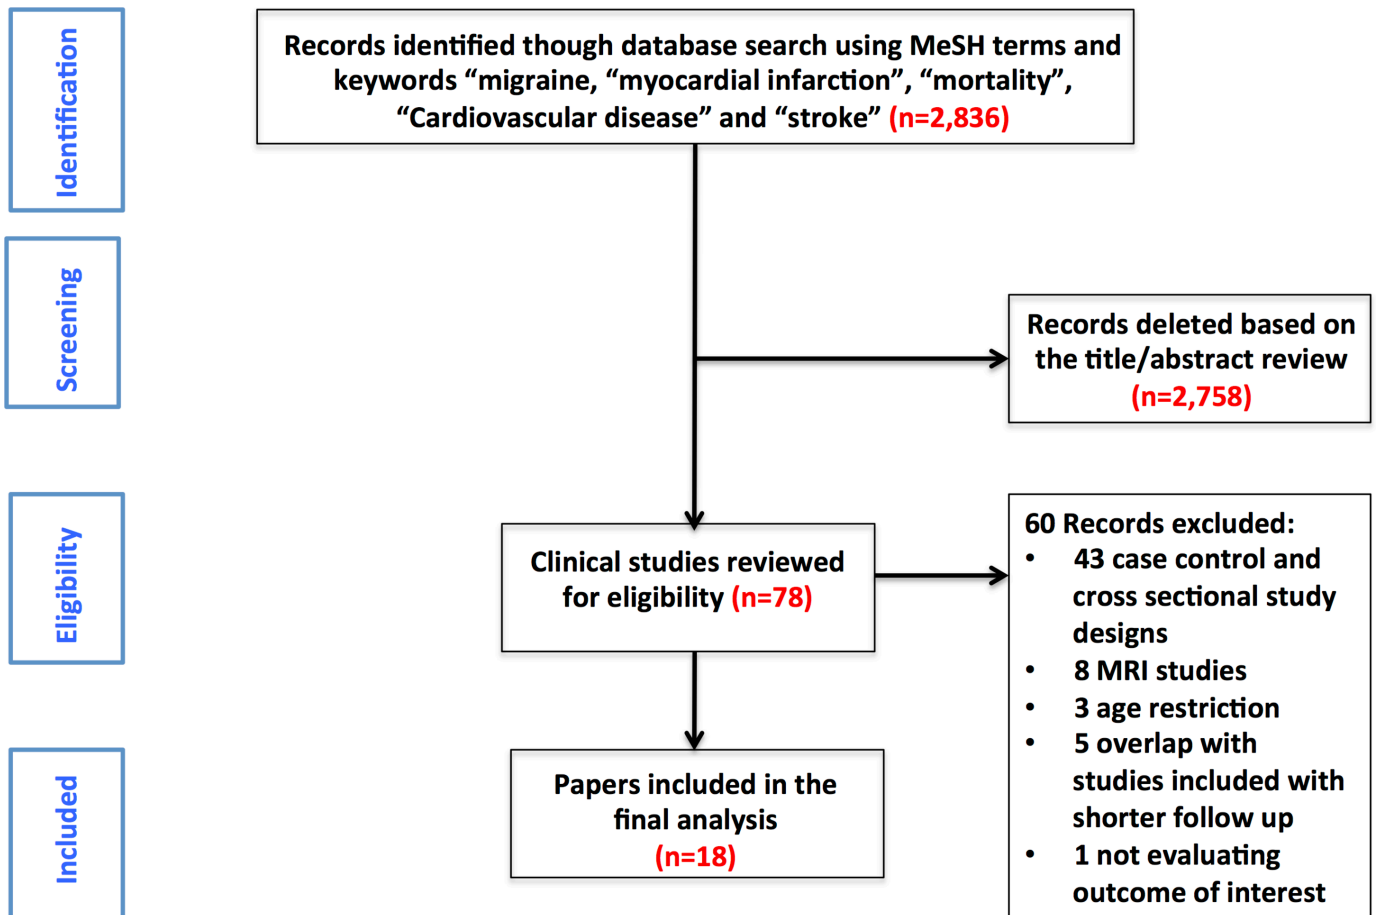 Identification
Records identified though database search using MeSH terms and
keywords “migraine, “myocardial infarction”, “mortality”,
“Cardiovascular disease” and “stroke” (n=2,836)
Screening
Records deleted based on
the title/abstract review
(n=2,758)
Eligibility
Clinical studies reviewed
for eligibility (n=78)
60 Records excluded:
• 43 case control and
cross sectional study
designs
• 8 MRI studies
• 3 age restriction
• 5 overlap with
studies included with
shorter follow up
• 1 not evaluating
outcome of interest
Included
Papers included in the
final analysis
(n=18)